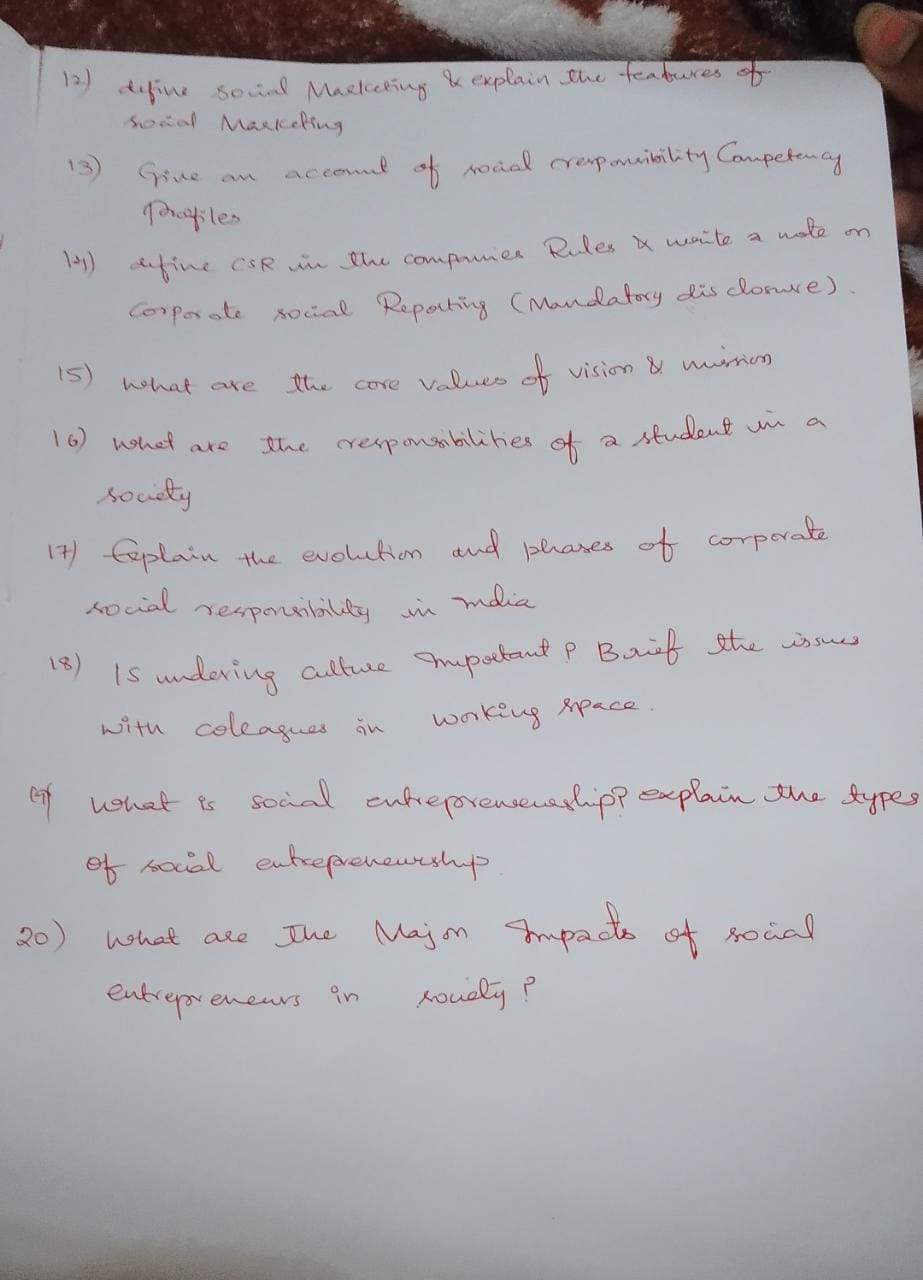 12) define social Marketing & explain the features of
social Marketing
13) Give an account of social responsibility Competency
Profiles
14) define CSR in the companies Rules & write a note on
Corporate social Reporting (Mandatory disclosure).
15) what are the core values of vision & mission
16) what are the responsibilities of a student in a
society
17) Explain the evolution and phases of corporate
social responsibility in India
18) Is undering culture Important? Brief the issues
with coleagues in working space.
19) what is social entrepreneurship? explain the types
of social entrepreneurship
20) what are The Major Impacts of social
entrepreneurs in society?